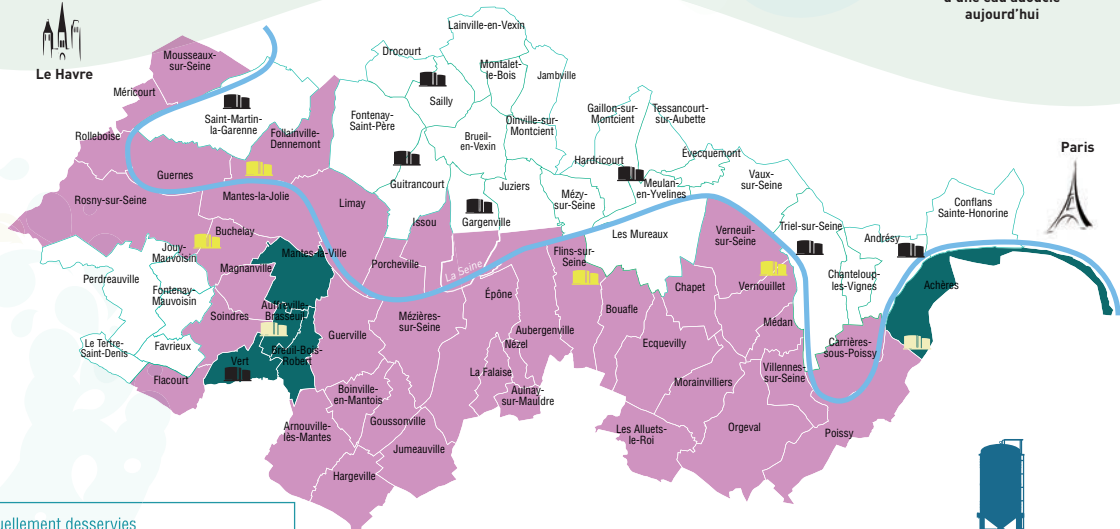 d'une eau adoucie
aujourd'hui
Le Havre
Paris
Lainville-en-Vexin
Drocourt
Mousseaux-
sur-Seine
Montalet-
le-Bois
Jambville
Méricourt
Sailly
Saint-Martin-
la-Garenne
Fontenay-
Saint-Père
Oinville-sur-
Montcient
Gaillon-sur-
Montcient
Tessancourt-
sur-Aubette
Rolleboise
Follainville-
Dennemont
Brueil-
en-Vexin
Hardricourt
Évecquemont
Guernes
Guitrancourt
Juziers
Meulan-
en-Yvelines
Vaux-
sur-Seine
Rosny-sur-Seine
Mantes-la-Jolie
Limay
Mézy-
sur-Seine
Conflans
Sainte-Honorine
Issou
Gargenville
Les Mureaux
Triel-sur-Seine
Buchelay
Verneuil-
sur-Seine
Andrésy
Jouy-
Mauvoisin
Mantes-la-Ville
Flins-sur-
Seine
Magnanville
Porcheville
La Seine
Perdreauville
Chanteloup-
les-Vignes
Achères
Fontenay-
Mauvoisin
Épône
Chapet
Vernouillet
Auffreville-
Brasseuil
Soindres
Mézières-
sur-Seine
Bouafle
Médan
Guerville
Aubergenville
Nézel
Ecquevilly
Carrières-
sous-Poissy
Le Tertre-
Saint-Denis
Favrieux
Vert
Breuil-Bois-
Robert
Flacourt
La Falaise
Villennes-
sur-Seine
Morainvilliers
Boinville-
en-Mantois
Aulnay-
sur-Mauldre
Goussonville
Arnouville-
lès-Mantes
Les Alluets-
le-Roi
Orgeval
Poissy
Jumeauville
Hargeville
uellement desservies